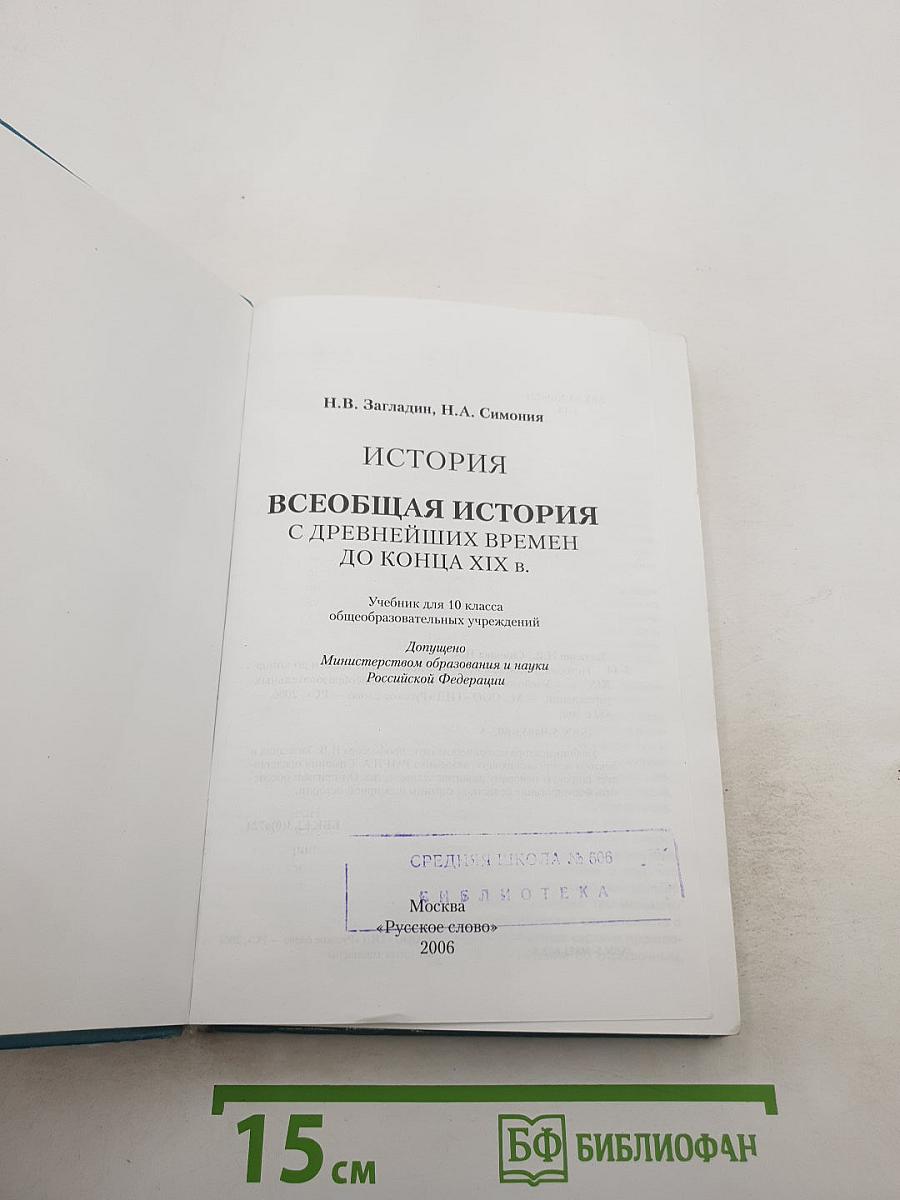 Н.В. Загладин, Н.А. Симония
ИСТОРИЯ
ВСЕОБЩАЯ ИСТОРИЯ
С ДРЕВНЕЙШИХ ВРЕМЕН
ДО КОНЦА XIX в.
Учебник для 10 класса
общеобразовательных учреждений
Допущено
Министерством образования и науки
Российской Федерации
СРЕДНЯЯ ШКОЛА № 606
БИБЛИОТЕКА
Москва
«Русское слово»
2006
15 см
БФ БИБЛИОФАН